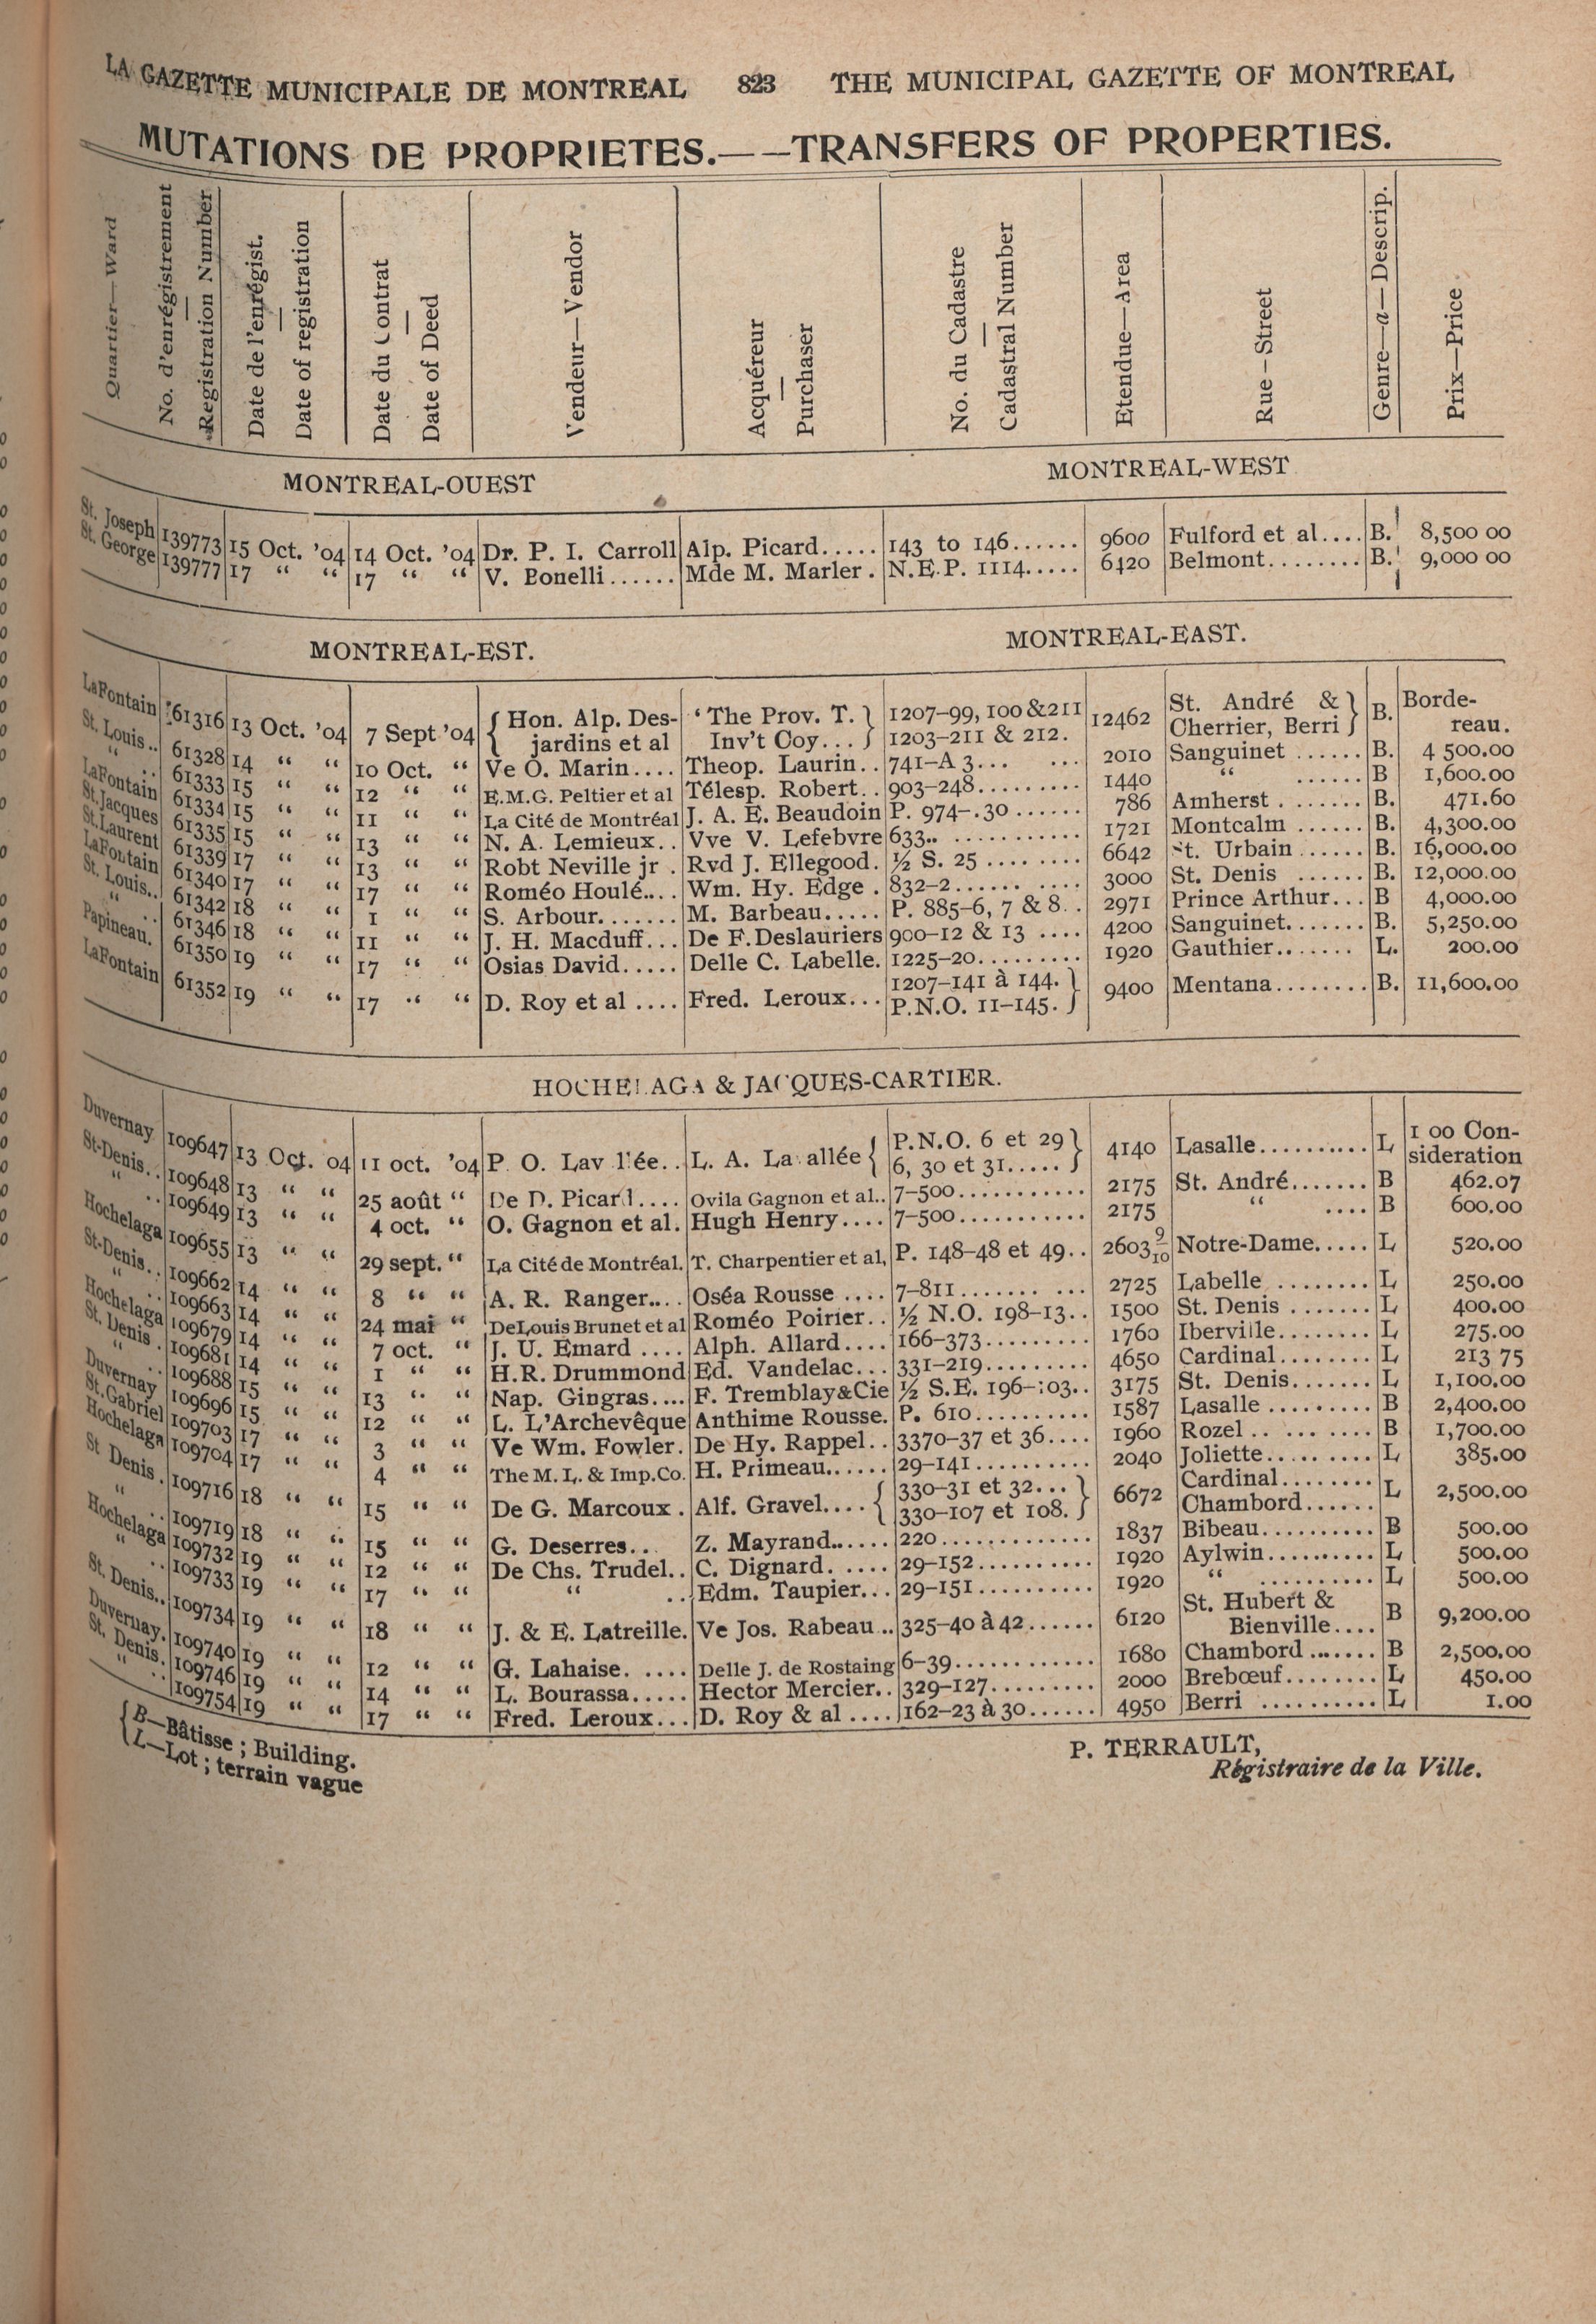 LA GAZETTE MUNICIPALE DE MONTREAL 823 THE MUNICIPAL GAZETTE OF MONTREAL
MUTATIONS DE PROPRIETES.——TRANSFERS OF PROPERTIES.
Quartier—Ward
No. d'enrégistrement — Registration Number
Date de l'enrégist. — Date of registration
Date du Contrat — Date of Deed
Vendeur—Vendor
Acquéreur — Purchaser
No. du Cadastre — Cadastral Number
Etendue—Area
Rue – Street
Genre—a—Descrip.
Prix—Price
MONTREAL-OUEST MONTREAL-WEST
St. Joseph 139773 15 Oct. '04 14 Oct. '04 Dr. P. I. Carroll Alp. Picard..... 143 to 146...... 9600 Fulford et al.... B. 8,500 00
St. George 139777 17 " " 17 " " V. Bonelli...... Mde M. Marler . N.E.P. 1114..... 6420 Belmont........ B. 9,000 00
MONTREAL-EST. MONTREAL-EAST.
LaFontain 61316 13 Oct. '04 7 Sept '04 { Hon. Alp. Des- 'The Prov. T. } 1207-99, 100 & 211 12462 St. André & } B. Borde-
jardins et al Inv't Coy... 1203-211 & 212. Cherrier, Berri reau.
St. Louis.. 61328 14 " " 10 Oct. " Ve O. Marin.... Theop. Laurin.. 741-A 3... ... 2010 Sanguinet ...... B. 4 500.00
" .. 61333 15 " " 12 " " E.M.G. Peltier et al Télesp. Robert.. 903-248......... 1440 " ...... B 1,600.00
LaFontain 61334 15 " " 11 " " La Cité de Montréal J. A. E. Beaudoin P. 974-.30 ...... 786 Amherst ........ B. 471.60
St.Jacques 61335 15 " " 13 " " N. A. Lemieux.. Vve V. Lefebvre 633.. ........... 1721 Montcalm ...... B. 4,300.00
St.Laurent 61339 17 " " 13 " " Robt Neville jr . Rvd J. Ellegood. ½ S. 25 ........ 6642 St. Urbain ...... B. 16,000.00
LaFontain 61340 17 " " 17 " " Roméo Houlé.... Wm. Hy. Edge . 832-2...... .... 3000 St. Denis ...... B. 12,000.00
St. Louis.. 61342 18 " " 1 " " S. Arbour....... M. Barbeau..... P. 885-6, 7 & 8.. 2971 Prince Arthur... B 4,000.00
" .. 61346 18 " " 11 " " J. H. Macduff... De F. Deslauriers 900-12 & 13 .... 4200 Sanguinet....... B. 5,250.00
Papineau. 61350 19 " " 17 " " Osias David..... Delle C. Labelle. 1225-20......... 1920 Gauthier....... L. 200.00
LaFontain 61352 19 " " 17 " " D. Roy et al .... Fred. Leroux... 1207-141 à 144. } 9400 Mentana........ B. 11,600.00
P.N.O. 11-145.
HOCHELAGA & JACQUES-CARTIER.
Duvernay 109647 13 Oct. 04 11 oct. '04 P. O. Lav llée.. L. A. La allée { P.N.O. 6 et 29 } 4140 Lasalle.......... L 1 00 Con-
6, 30 et 31..... sideration
St-Denis.. 109648 13 " " 25 août " De D. Picard.... Ovila Gagnon et al.. 7-500........... 2175 St. André....... B 462.07
" .. 109649 13 " " 4 oct. " O. Gagnon et al. Hugh Henry.... 7-500........... 2175 " .... B 600.00
Hochelaga 109655 13 " " 29 sept. " La Cité de Montréal. T. Charpentier et al, P. 148-48 et 49.. 2603 9/10 Notre-Dame..... L 520.00
St-Denis.. 109662 14 " " 8 " " A. R. Ranger.... Oséa Rousse .... 7-811....... ... 2725 Labelle ........ L 250.00
" .. 109663 14 " " 24 mai " DeLouis Brunet et al Roméo Poirier.. ½ N.O. 198-13.. 1500 St. Denis ....... L 400.00
Hochelaga 109679 14 " " 7 oct. " J. U. Emard .... Alph. Allard.... 166-373......... 1760 Iberville........ L 275.00
St. Denis . 109681 14 " " 1 " " H.R. Drummond Ed. Vandelac... 331-219......... 4650 Cardinal........ L 213 75
" .. 109688 15 " " 13 " " Nap. Gingras.... F. Tremblay&Cie ½ S.E. 196-103.. 3175 St. Denis....... L 1,100.00
Duvernay 109696 15 " " 12 " " L. L'Archevêque Anthime Rousse. P. 610.......... 1587 Lasalle ......... B 2,400.00
St.Gabriel 109703 17 " " 3 " " Ve Wm. Fowler. De Hy. Rappel.. 3370-37 et 36.... 1960 Rozel .. ... .... B 1,700.00
Hochelaga 109704 17 " " 4 " " The M. L. & Imp.Co. H. Primeau...... 29-141.......... 2040 Joliette.......... L 385.00
St Denis . 109716 18 " " 15 " " De G. Marcoux . Alf. Gravel.... { 330-31 et 32... } 6672 Cardinal........ L 2,500.00
330-107 et 108. Chambord......
" .. 109719 18 " " 15 " " G. Deserres.. Z. Mayrand...... 220............. 1837 Bibeau.......... B 500.00
Hochelaga 109732 19 " " 12 " " De Chs. Trudel.. C. Dignard. ..... 29-152.......... 1920 Aylwin.......... L 500.00
" .. 109733 19 " " 17 " " " .. Edm. Taupier... 29-151.......... 1920 " .......... L 500.00
St. Denis.. 109734 19 " " 18 " " J. & E. Latreille. Ve Jos. Rabeau .. 325-40 à 42...... 6120 St. Hubert & B 9,200.00
Bienville....
Duvernay. 109740 19 " " 12 " " G. Lahaise. ..... Delle J. de Rostaing 6-39............ 1680 Chambord ....... B 2,500.00
St. Denis. 109746 19 " " 14 " " L. Bourassa..... Hector Mercier.. 329-127......... 2000 Brebœuf........ L 450.00
" .. 109754 19 " " 17 " " Fred. Leroux... D. Roy & al .... 162-23 à 30...... 4950 Berri .......... L 1.00
B—Bâtisse ; Building.
L—Lot ; terrain vague
P. TERRAULT,
Régistraire de la Ville.